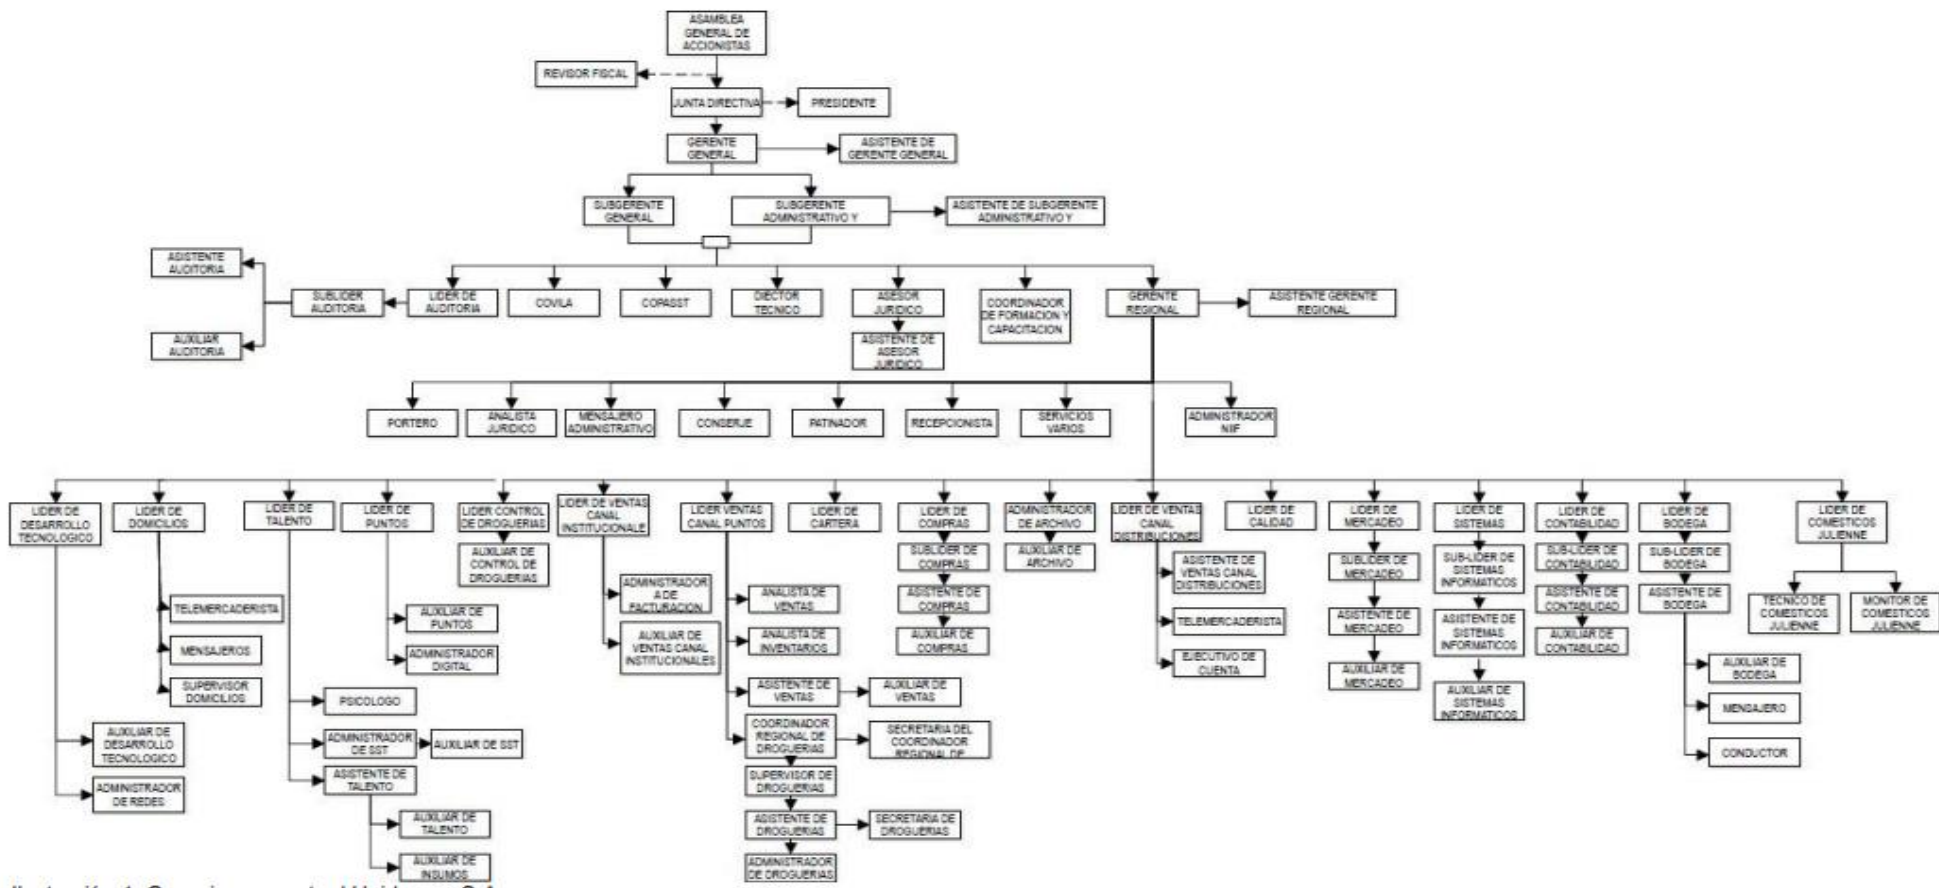 ASAMBLEA
GENERAL DE
ACCIONISTAS
REVISOR FISCAL
JUNTA DIRECTIVA
PRESIDENTE
GERENTE
GENERAL
ASISTENTE DE
GERENTE GENERAL
SUBGERENTE
GENERAL
SUBGERENTE
ADMINISTRATIVO Y
ASISTENTE DE SUBGERENTE
ADMINISTRATIVO Y
ASISTENTE
AUDITORIA
AUXILIAR
AUDITORIA
SUBLIDER
AUDITORIA
LIDER DE
AUDITORIA
COVILA
COPASST
DIECTOR
TECNICO
ASESOR
JURIDICO
ASISTENTE DE
ASESOR
JURIDICO
COORDINADOR
DE FORMACION Y
CAPACITACION
GERENTE
REGIONAL
ASISTENTE GERENTE
REGIONAL
PORTERO
ANALISTA
JURIDICO
MENSAJERO
ADMINISTRATIVO
CONSERJE
PATINADOR
RECEPCIONISTA
SERVICIOS
VARIOS
ADMINISTRADOR
NIIF
LIDER DE
DESARROLLO
TECNOLOGICO
AUXILIAR DE
DESARROLLO
TECNOLOGICO
ADMINISTRADOR
DE REDES
LIDER DE
DOMICILIOS
TELEMERCADERISTA
MENSAJEROS
SUPERVISOR
DOMICILIOS
LIDER DE
TALENTO
PSICOLOGO
ADMINISTRADOR
DE SST
AUXILIAR DE SST
ASISTENTE DE
TALENTO
AUXILIAR DE
TALENTO
AUXILIAR DE
INSUMOS
LIDER DE
PUNTOS
AUXILIAR DE
PUNTOS
ADMINISTRADOR
DIGITAL
LIDER CONTROL
DE DROGUERIAS
AUXILIAR DE
CONTROL DE
DROGUERIAS
LIDER DE VENTAS
CANAL
INSTITUCIONALE
ADMINISTRADOR
A DE
FACTURACION
AUXILIAR DE
VENTAS CANAL
INSTITUCIONALES
LIDER VENTAS
CANAL PUNTOS
ANALISTA DE
VENTAS
ANALISTA DE
INVENTARIOS
ASISTENTE DE
VENTAS
AUXILIAR DE
VENTAS
COORDINADOR
REGIONAL DE
DROGUERIAS
SECRETARIA DEL
COORDINADOR
REGIONAL DE
SUPERVISOR DE
DROGUERIAS
ASISTENTE DE
DROGUERIAS
SECRETARIA DE
DROGUERIAS
ADMINISTRADOR
DE DROGUERIAS
LIDER DE
CARTERA
LIDER DE
COMPRAS
SUBLIDER DE
COMPRAS
ASISTENTE DE
COMPRAS
AUXILIAR DE
COMPRAS
ADMINISTRADOR
DE ARCHIVO
AUXILIAR DE
ARCHIVO
LIDER DE VENTAS
CANAL
DISTRIBUCIONES
ASISTENTE DE
VENTAS CANAL
DISTRIBUCIONES
TELEMERCADERISTA
EJECUTIVO DE
CUENTA
LIDER DE
CALIDAD
LIDER DE
MERCADEO
SUBLIDER DE
MERCADEO
ASISTENTE DE
MERCADEO
AUXILIAR DE
MERCADEO
LIDER DE
SISTEMAS
SUB-LIDER DE
SISTEMAS
INFORMATICOS
ASISTENTE DE
SISTEMAS
INFORMATICOS
AUXILIAR DE
SISTEMAS
INFORMATICOS
LIDER DE
CONTABILIDAD
SUB-LIDER DE
CONTABILIDAD
ASISTENTE DE
CONTABILIDAD
AUXILIAR DE
CONTABILIDAD
LIDER DE
BODEGA
SUB-LIDER DE
BODEGA
ASISTENTE DE
BODEGA
AUXILIAR DE
BODEGA
MENSAJERO
CONDUCTOR
LIDER DE
COMESTICOS
JULIENNE
TECNICO DE
COMESTICOS
JULIENNE
MONITOR DE
COMESTICOS
JULIENNE